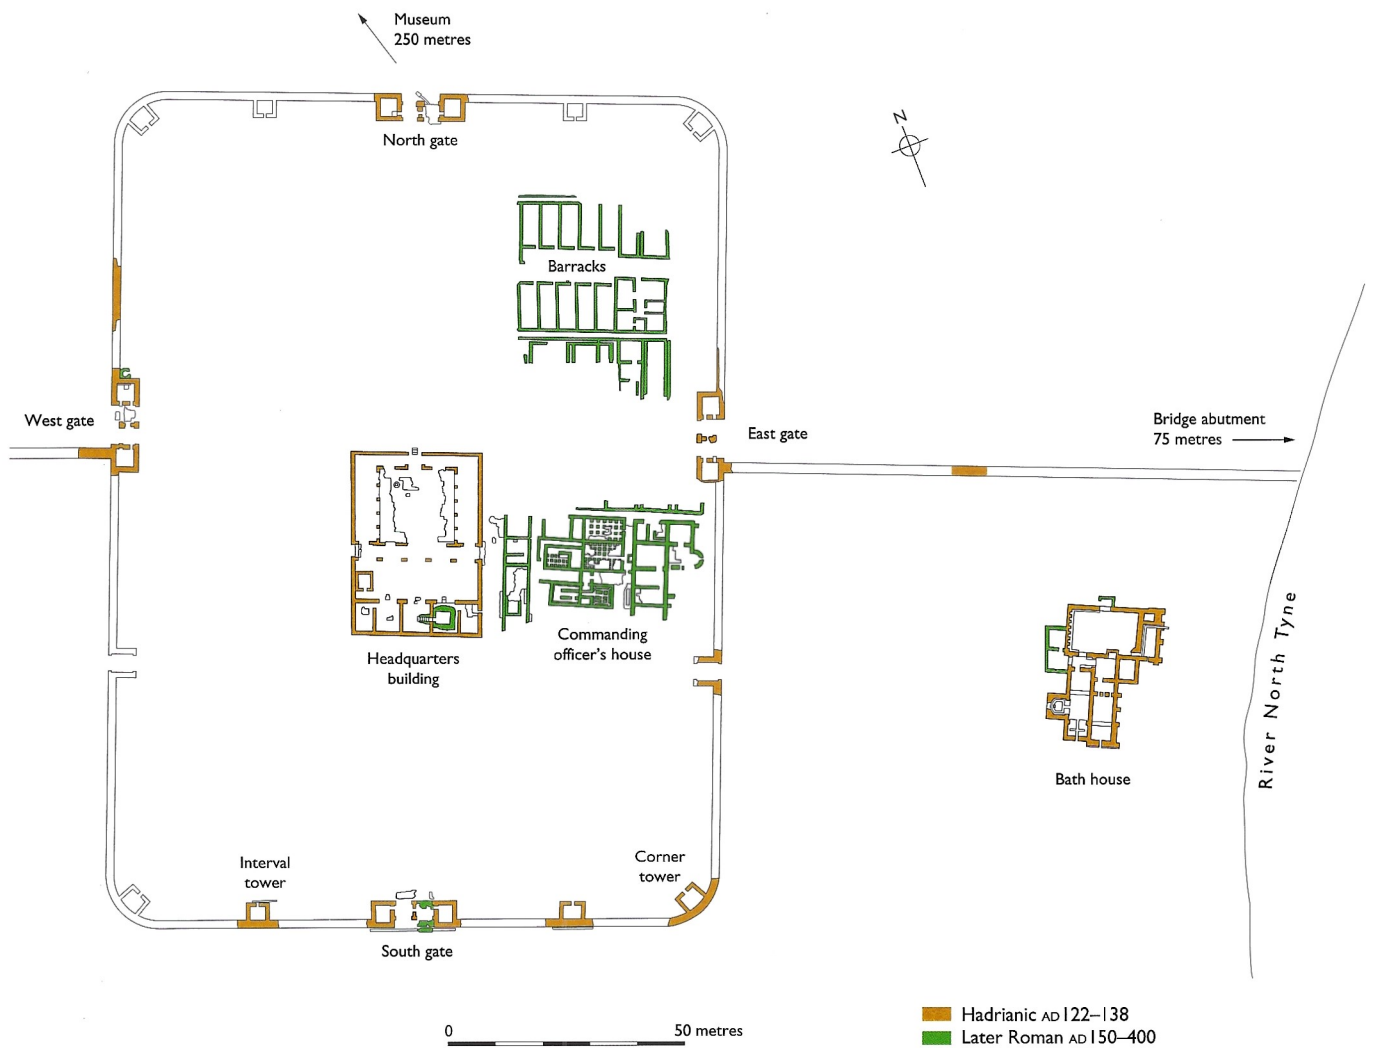 Museum
250 metres
North gate
N
Barracks
West gate
East gate
Bridge abutment
75 metres
Commanding
officer's house
Headquarters
building
River North Tyne
Bath house
Interval
tower
Corner
tower
South gate
0
50 metres
Hadrianic AD 122–138
Later Roman AD 150–400